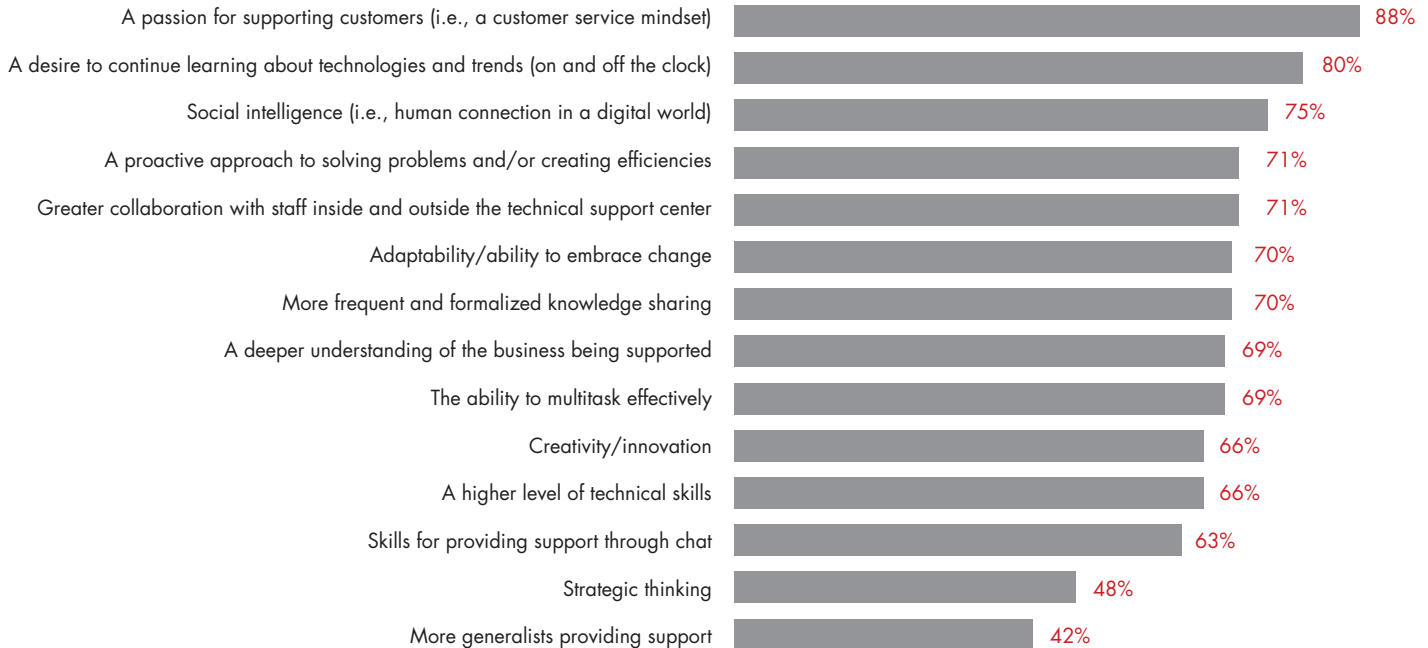 A passion for supporting customers (i.e., a customer service mindset) 88%
A desire to continue learning about technologies and trends (on and off the clock) 80%
Social intelligence (i.e., human connection in a digital world) 75%
A proactive approach to solving problems and/or creating efficiencies 71%
Greater collaboration with staff inside and outside the technical support center 71%
Adaptability/ability to embrace change 70%
More frequent and formalized knowledge sharing 70%
A deeper understanding of the business being supported 69%
The ability to multitask effectively 69%
Creativity/innovation 66%
A higher level of technical skills 66%
Skills for providing support through chat 63%
Strategic thinking 48%
More generalists providing support 42%